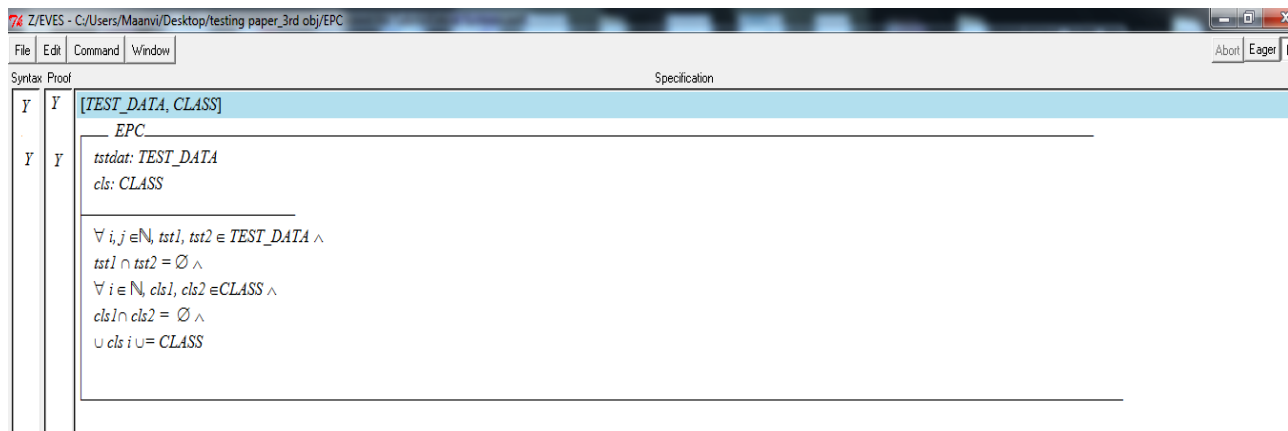 Z/EVES - C:/Users/Maanvi/Desktop/testing paper_3rd obj/EPC
File Edit Command Window Abort Eager
Syntax Proof Specification
Y Y [TEST_DATA, CLASS]
EPC
Y Y tstdat: TEST_DATA
cls: CLASS
∀ i, j ∈ℕ, tst1, tst2 ∈ TEST_DATA ∧
tst1 ∩ tst2 = ∅ ∧
∀ i ∈ ℕ, cls1, cls2 ∈CLASS ∧
cls1∩ cls2 = ∅ ∧
∪ cls i ∪= CLASS